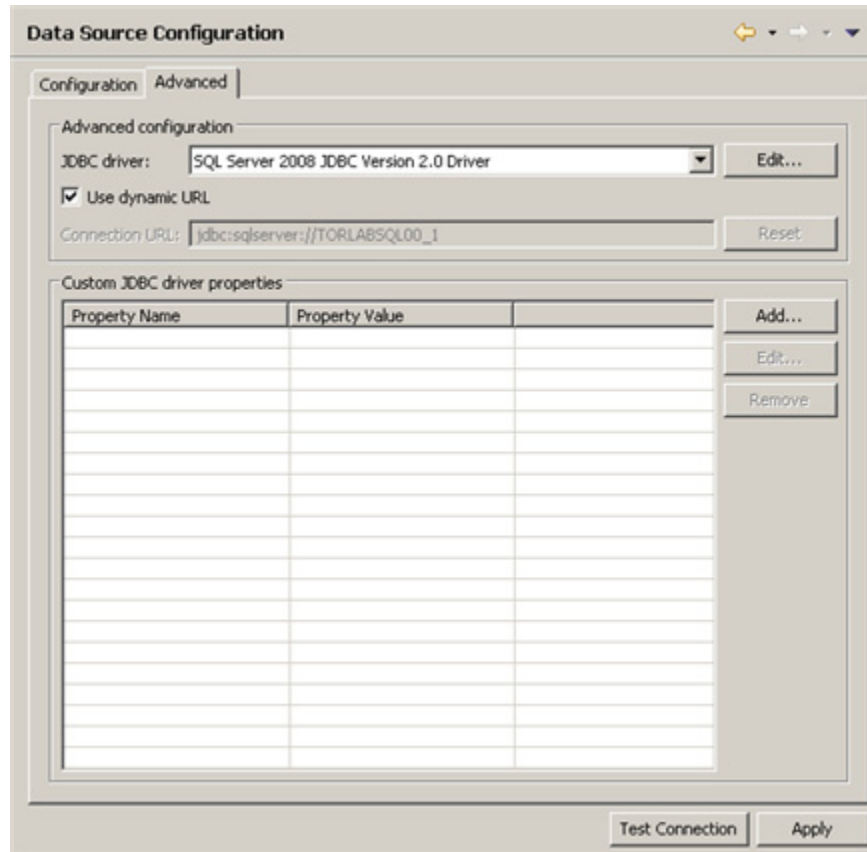 Data Source Configuration
Configuration Advanced
Advanced configuration
JDBC driver: SQL Server 2008 JDBC Version 2.0 Driver Edit...
Use dynamic URL
Connection URL: jdbc:sqlserver://TORLABSQL00_1 Reset
Custom JDBC driver properties
Property Name Property Value Add...
Edit...
Remove
Test Connection Apply